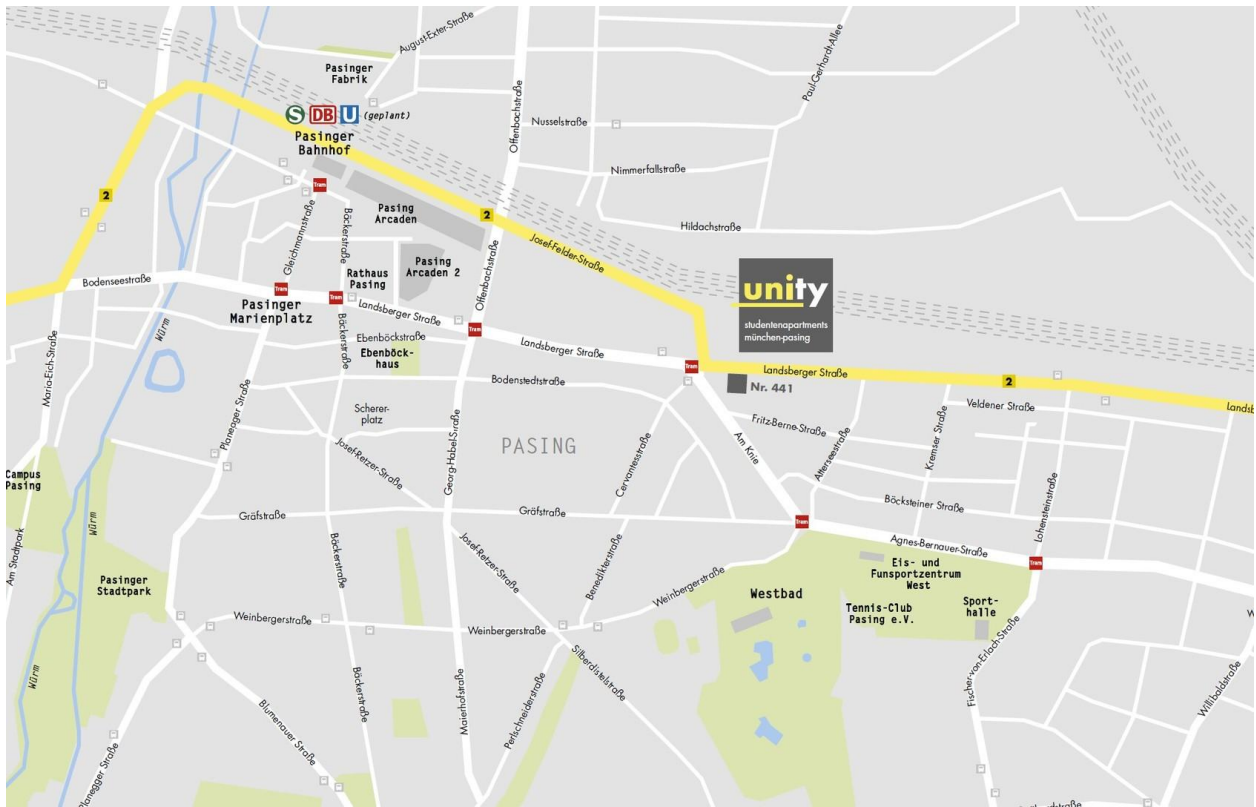 August-Exter-Straße
Pasinger
Fabrik
Paul-Gerhardt-Allee
S DB U (geplant)
Pasinger
Bahnhof
Offenbachstraße
Nusselstraße
Nimmerfallstraße
Hildachstraße
2
Tram
Gleichmannstraße
Bäckerstraße
Pasing
Arcaden
2
Josef-Felder-Straße
Bodenseestraße
Rathaus
Pasing
Pasing
Arcaden 2
Offenbachstraße
unity
studentenapartments
münchen-pasing
Tram
Tram
Pasinger
Marienplatz
Landsberger Straße
Tram
Landsberger Straße
Tram
Landsberger Straße
2
Würm
Bäckerstraße
Ebenböckstraße
Ebenböck-
haus
Bodenstedtstraße
Nr. 441
Maria-Eich-Straße
Planegger Straße
Scherer-
platz
Josef-Retzer-Straße
Georg-Habel-Straße
PASING
Cervantesstraße
Am Knie
Fritz-Berne-Straße
Atterseestraße
Kremser Straße
Veldener Straße
Campus
Pasing
Würm
Gräfstraße
Gräfstraße
Böcksteiner Straße
Lohensteinstraße
Tram
Agnes-Bernauer-Straße
Tram
Am Stadtpark
Pasinger
Stadtpark
Bäckerstraße
Josef-Retzer-Straße
Benedikterstraße
Weinbergerstraße
Westbad
Eis- und
Funsportzentrum
West
Tennis-Club
Pasing e.V.
Sport-
halle
Weinbergerstraße
Weinbergerstraße
Silberdistelstraße
Fischer-von-Erlach-Straße
Willibaldstraße
Würm
Bäckerstraße
Maierhofstraße
Perlschneiderstraße
Blumenauer Straße
Planegger Straße